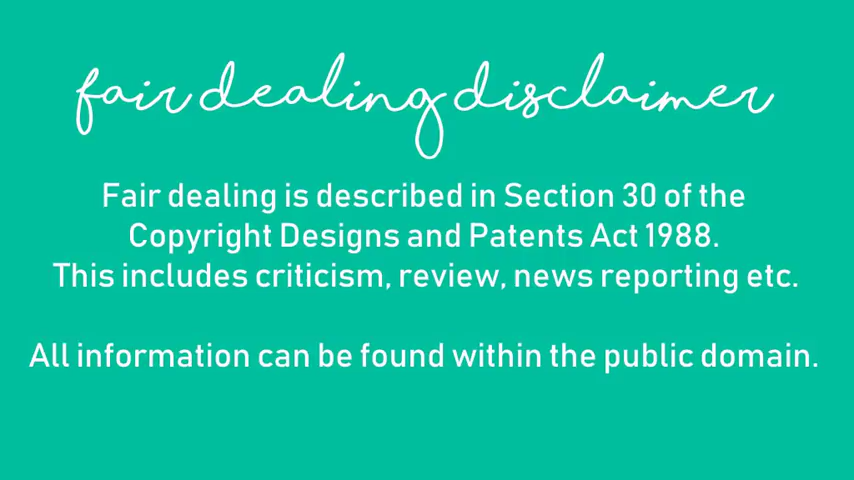 fair dealing disclaimer
Fair dealing is described in Section 30 of the
Copyright Designs and Patents Act 1988.
This includes criticism, review, news reporting etc.
All information can be found within the public domain.